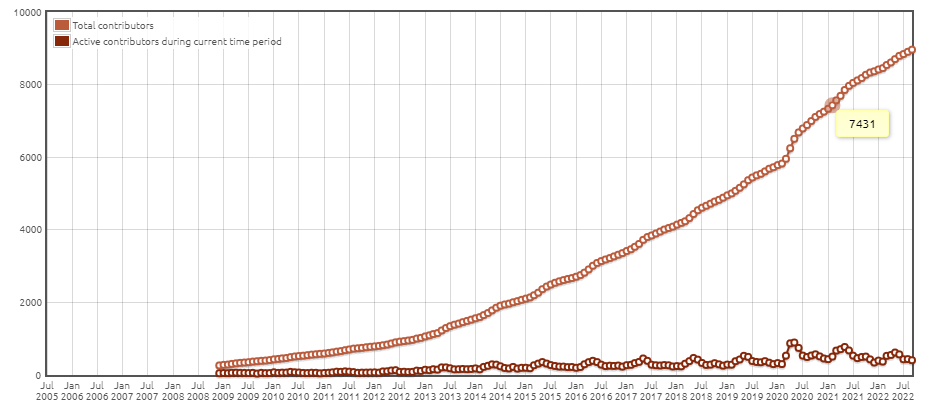 10000
Total contributors
Active contributors during current time period
8000
7431
6000
4000
2000
0
Jul Jan Jul Jan Jul Jan Jul Jan Jul Jan Jul Jan Jul Jan Jul Jan Jul Jan Jul Jan Jul Jan Jul Jan Jul Jan Jul Jan Jul Jan Jul Jan Jul Jan Jul
2005 2006 2006 2007 2007 2008 2008 2009 2009 2010 2010 2011 2011 2012 2012 2013 2013 2014 2014 2015 2015 2016 2016 2017 2017 2018 2018 2019 2019 2020 2020 2021 2021 2022 2022